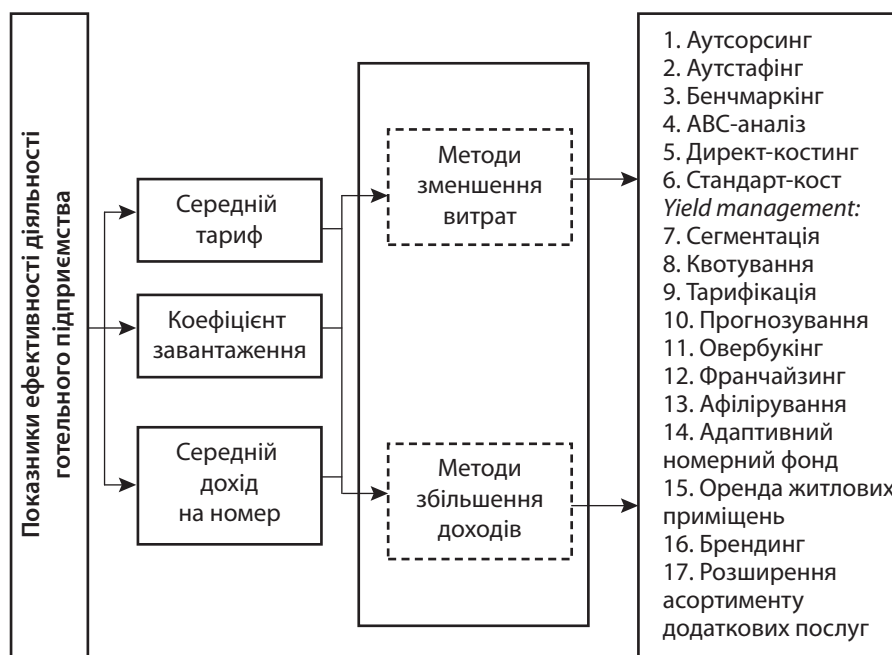 Показники ефективності діяльності
готельного підприємства
Середній
тариф
Коефіцієнт
завантаження
Середній
дохід
на номер
Методи
зменшення
витрат
Методи
збільшення
доходів
1. Аутсорсинг
2. Аутстафінг
3. Бенчмаркінг
4. АВС-аналіз
5. Директ-костинг
6. Стандарт-кост
Yield management:
7. Сегментація
8. Квотування
9. Тарифікація
10. Прогнозування
11. Овербукінг
12. Франчайзинг
13. Афілірування
14. Адаптивний
номерний фонд
15. Оренда житлових
приміщень
16. Брендинг
17. Розширення
асортименту
додаткових послуг